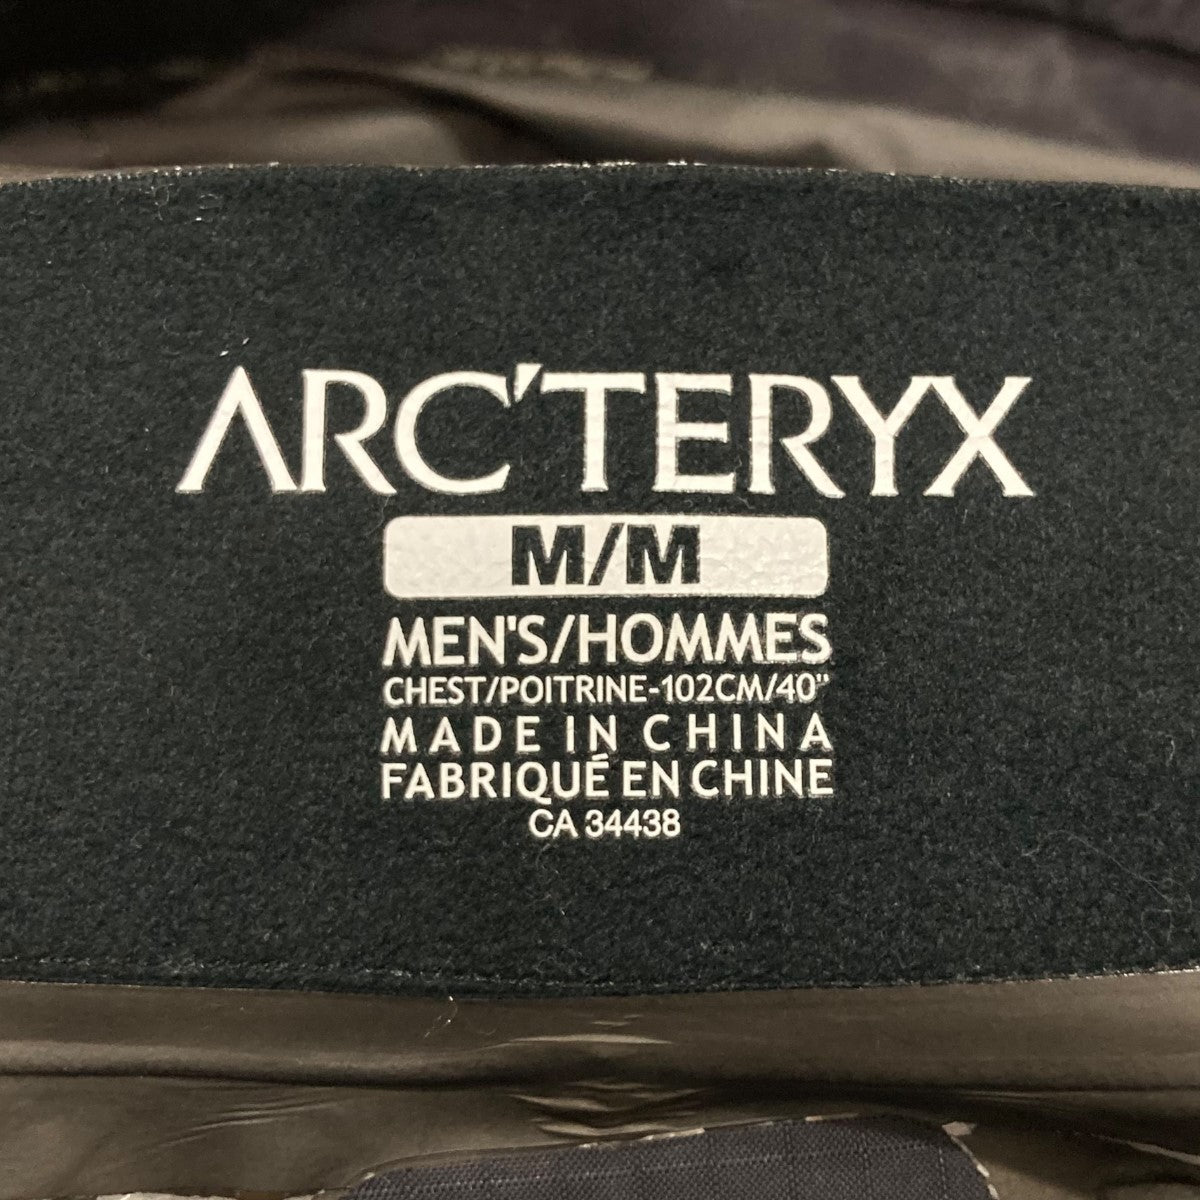 ARC'TERYX
M/M
MEN'S/HOMMES
CHEST/POITRINE-102CM/40"
MADE IN CHINA
FABRIQUÉ EN CHINE
CA 34438